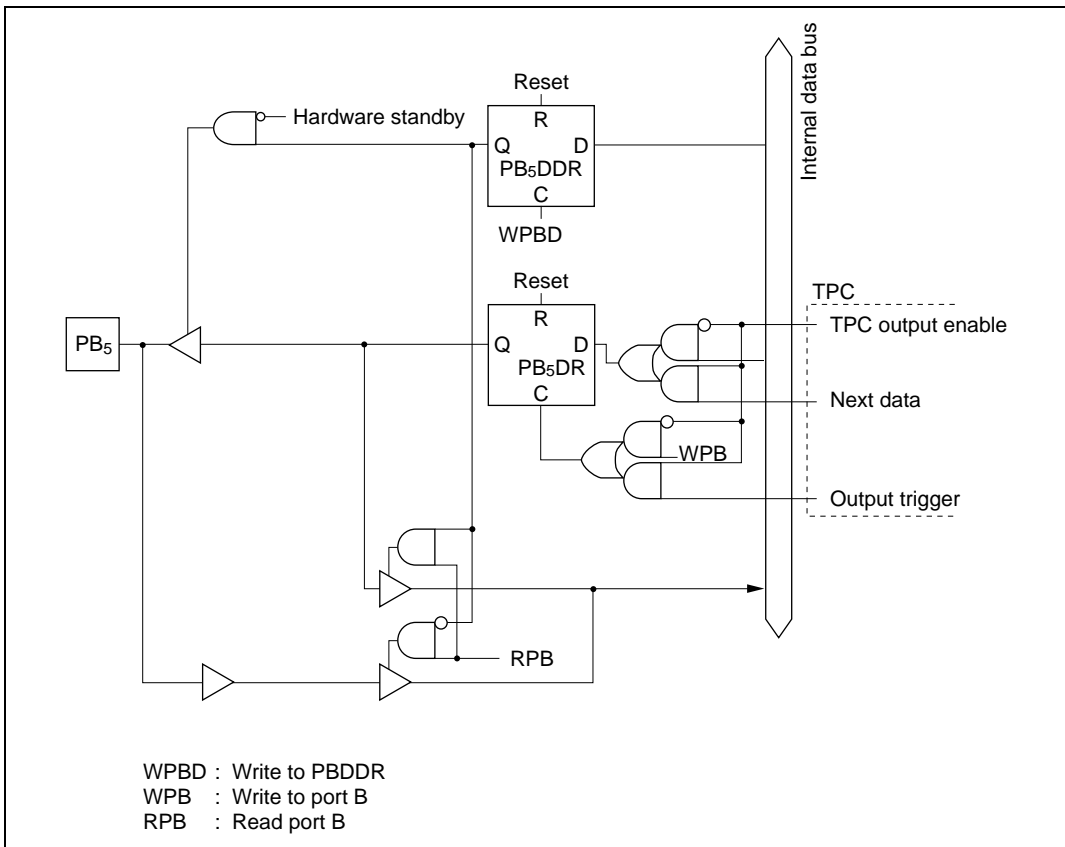 Internal data bus
Reset
Hardware standby
R
Q D
PB5DDR
C
WPBD
Reset
TPC
R
TPC output enable
PB5
Q D
PB5DR
C
Next data
WPB
Output trigger
RPB
WPBD : Write to PBDDR
WPB : Write to port B
RPB : Read port B